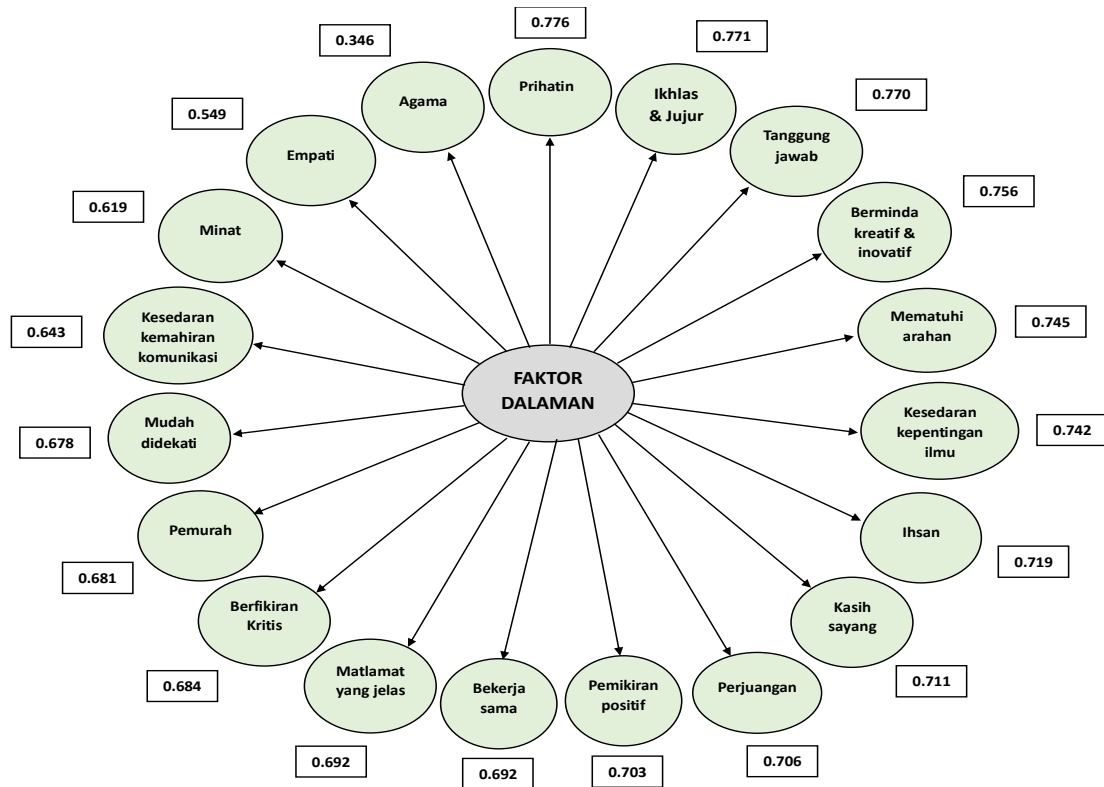 0.776
Prihatin
0.771
Ikhlas
& Jujur
0.770
Tanggung
jawab
0.756
Berminda
kreatif &
inovatif
0.745
Mematuhi
arahan
0.742
Kesedaran
kepentingan
ilmu
0.719
Ihsan
0.711
Kasih
sayang
0.706
Perjuangan
0.703
Pemikiran
positif
0.692
Bekerja
sama
0.692
Matlamat
yang jelas
0.684
Berfikiran
Kritis
0.681
Pemurah
0.678
Mudah
didekati
0.643
Kesedaran
kemahiran
komunikasi
0.619
Minat
0.549
Empati
0.346
Agama
FAKTOR
DALAMAN